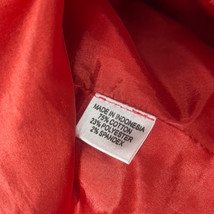 MADE IN INDONESIA
75% COTTON
23% POLYESTER
2% SPANDEX